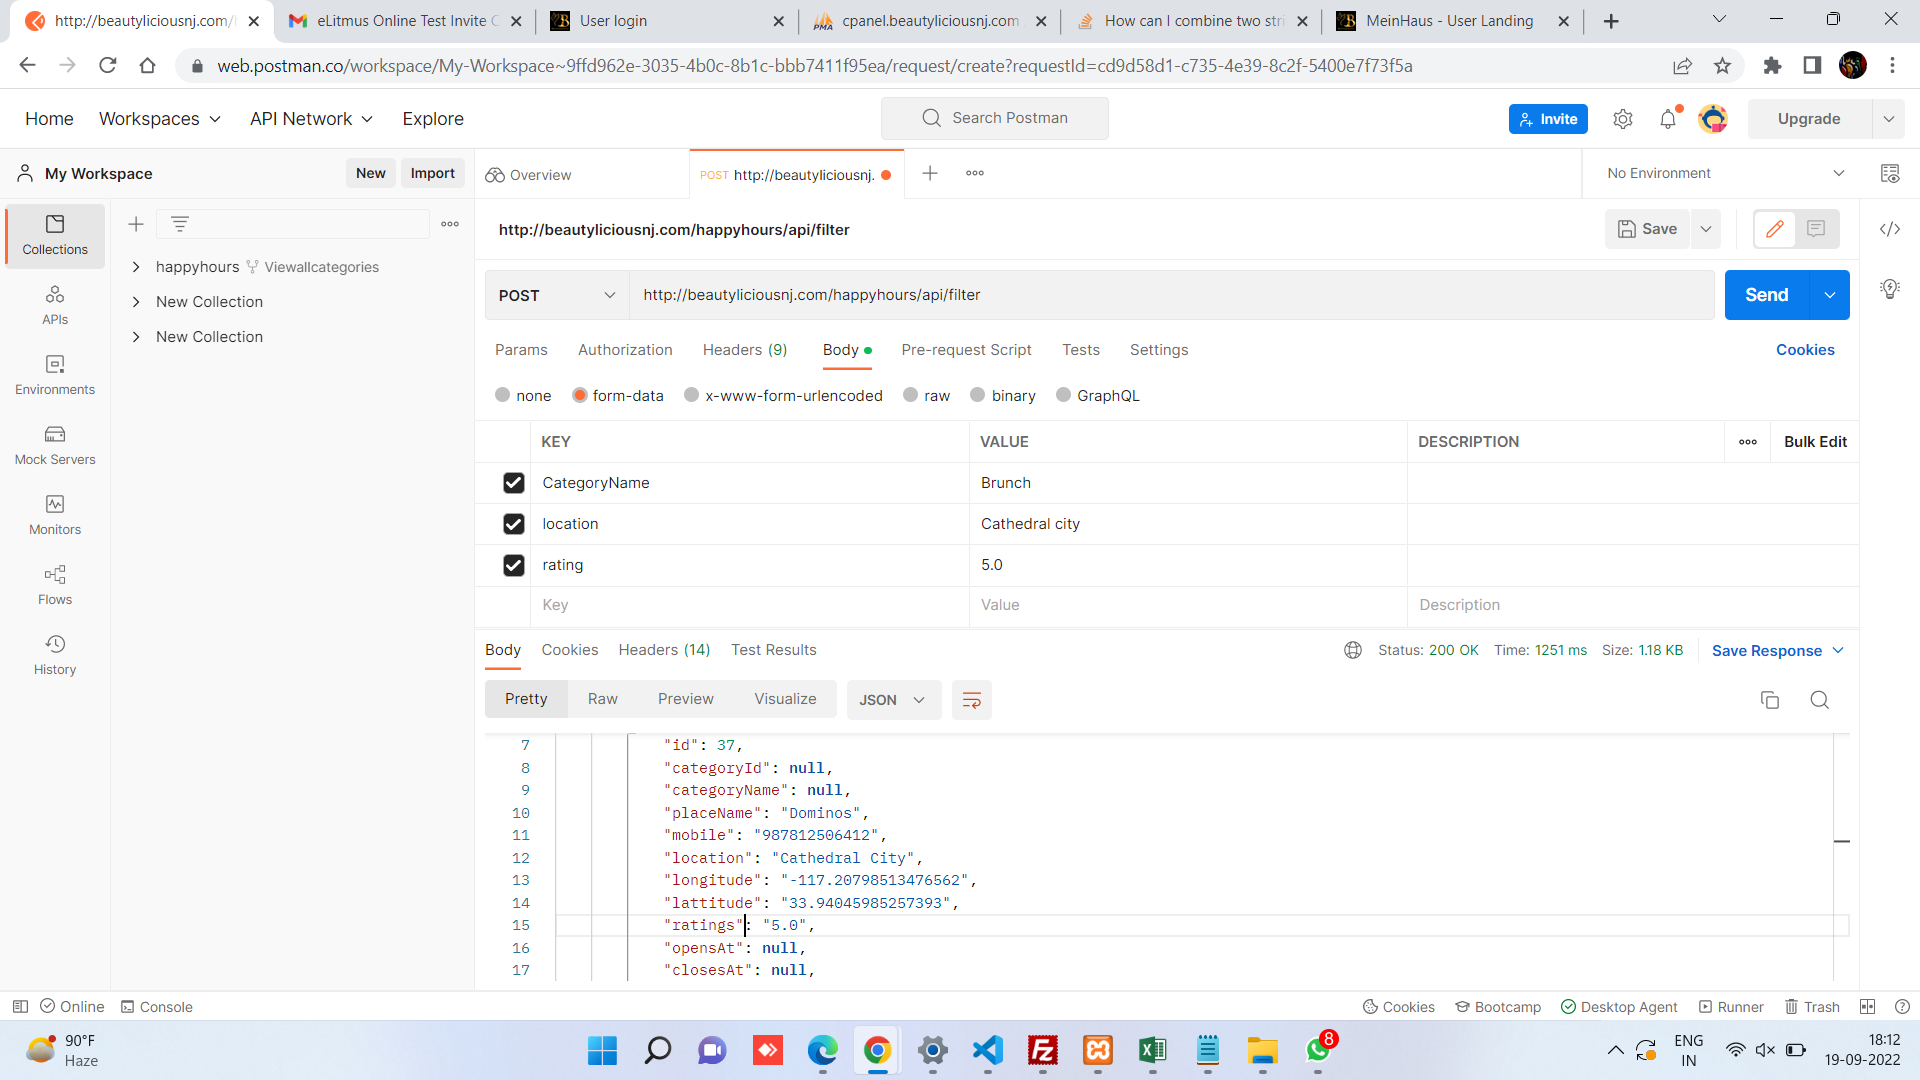 http://beautyliciousnj.com/
eLitmus Online Test Invite
User login
cpanel.beautyliciousnj.com
How can I combine two stri
MeinHaus - User Landing
web.postman.co/workspace/My-Workspace~9ffd962e-3035-4b0c-8b1c-bbb7411f95ea/request/create?requestId=cd9d58d1-c735-4e39-8c2f-5400e7f73f5a
Home
Workspaces
API Network
Explore
Search Postman
Invite
Upgrade
My Workspace
New
Import
Overview
POST http://beautyliciousnj.
No Environment
Collections
APIs
Environments
Mock Servers
Monitors
Flows
History
happyhours Viewallcategories
New Collection
New Collection
http://beautyliciousnj.com/happyhours/api/filter
Save
POST
http://beautyliciousnj.com/happyhours/api/filter
Send
Params
Authorization
Headers (9)
Body
Pre-request Script
Tests
Settings
Cookies
none
form-data
x-www-form-urlencoded
raw
binary
GraphQL
KEY VALUE DESCRIPTION Bulk Edit
CategoryName Brunch
location Cathedral city
rating 5.0
Key Value Description
Body
Cookies
Headers (14)
Test Results
Status: 200 OK Time: 1251 ms Size: 1.18 KB
Save Response
Pretty
Raw
Preview
Visualize
JSON
7 "id": 37,
8 "categoryId": null,
9 "categoryName": null,
10 "placeName": "Dominos",
11 "mobile": "987812506412",
12 "location": "Cathedral City",
13 "longitude": "-117.20798513476562",
14 "lattitude": "33.94045985257393",
15 "ratings": "5.0",
16 "opensAt": null,
17 "closesAt": null,
Online
Console
Cookies
Bootcamp
Desktop Agent
Runner
Trash
90°F
Haze
8
ENG
IN
18:12
19-09-2022